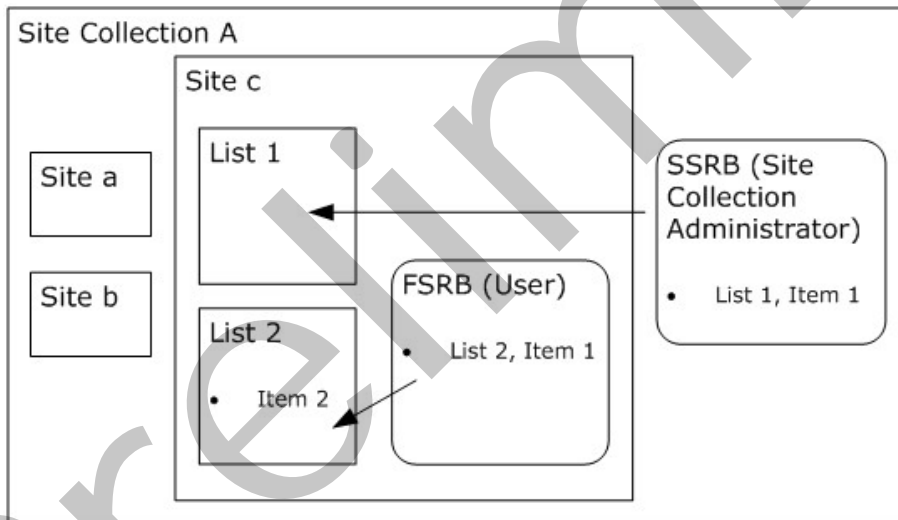 Site Collection A
Site c
List 1
Site a
SSRB (Site
Collection
Administrator)
List 1, Item 1
FSRB (User)
Site b
List 2
List 2, Item 1
Item 2